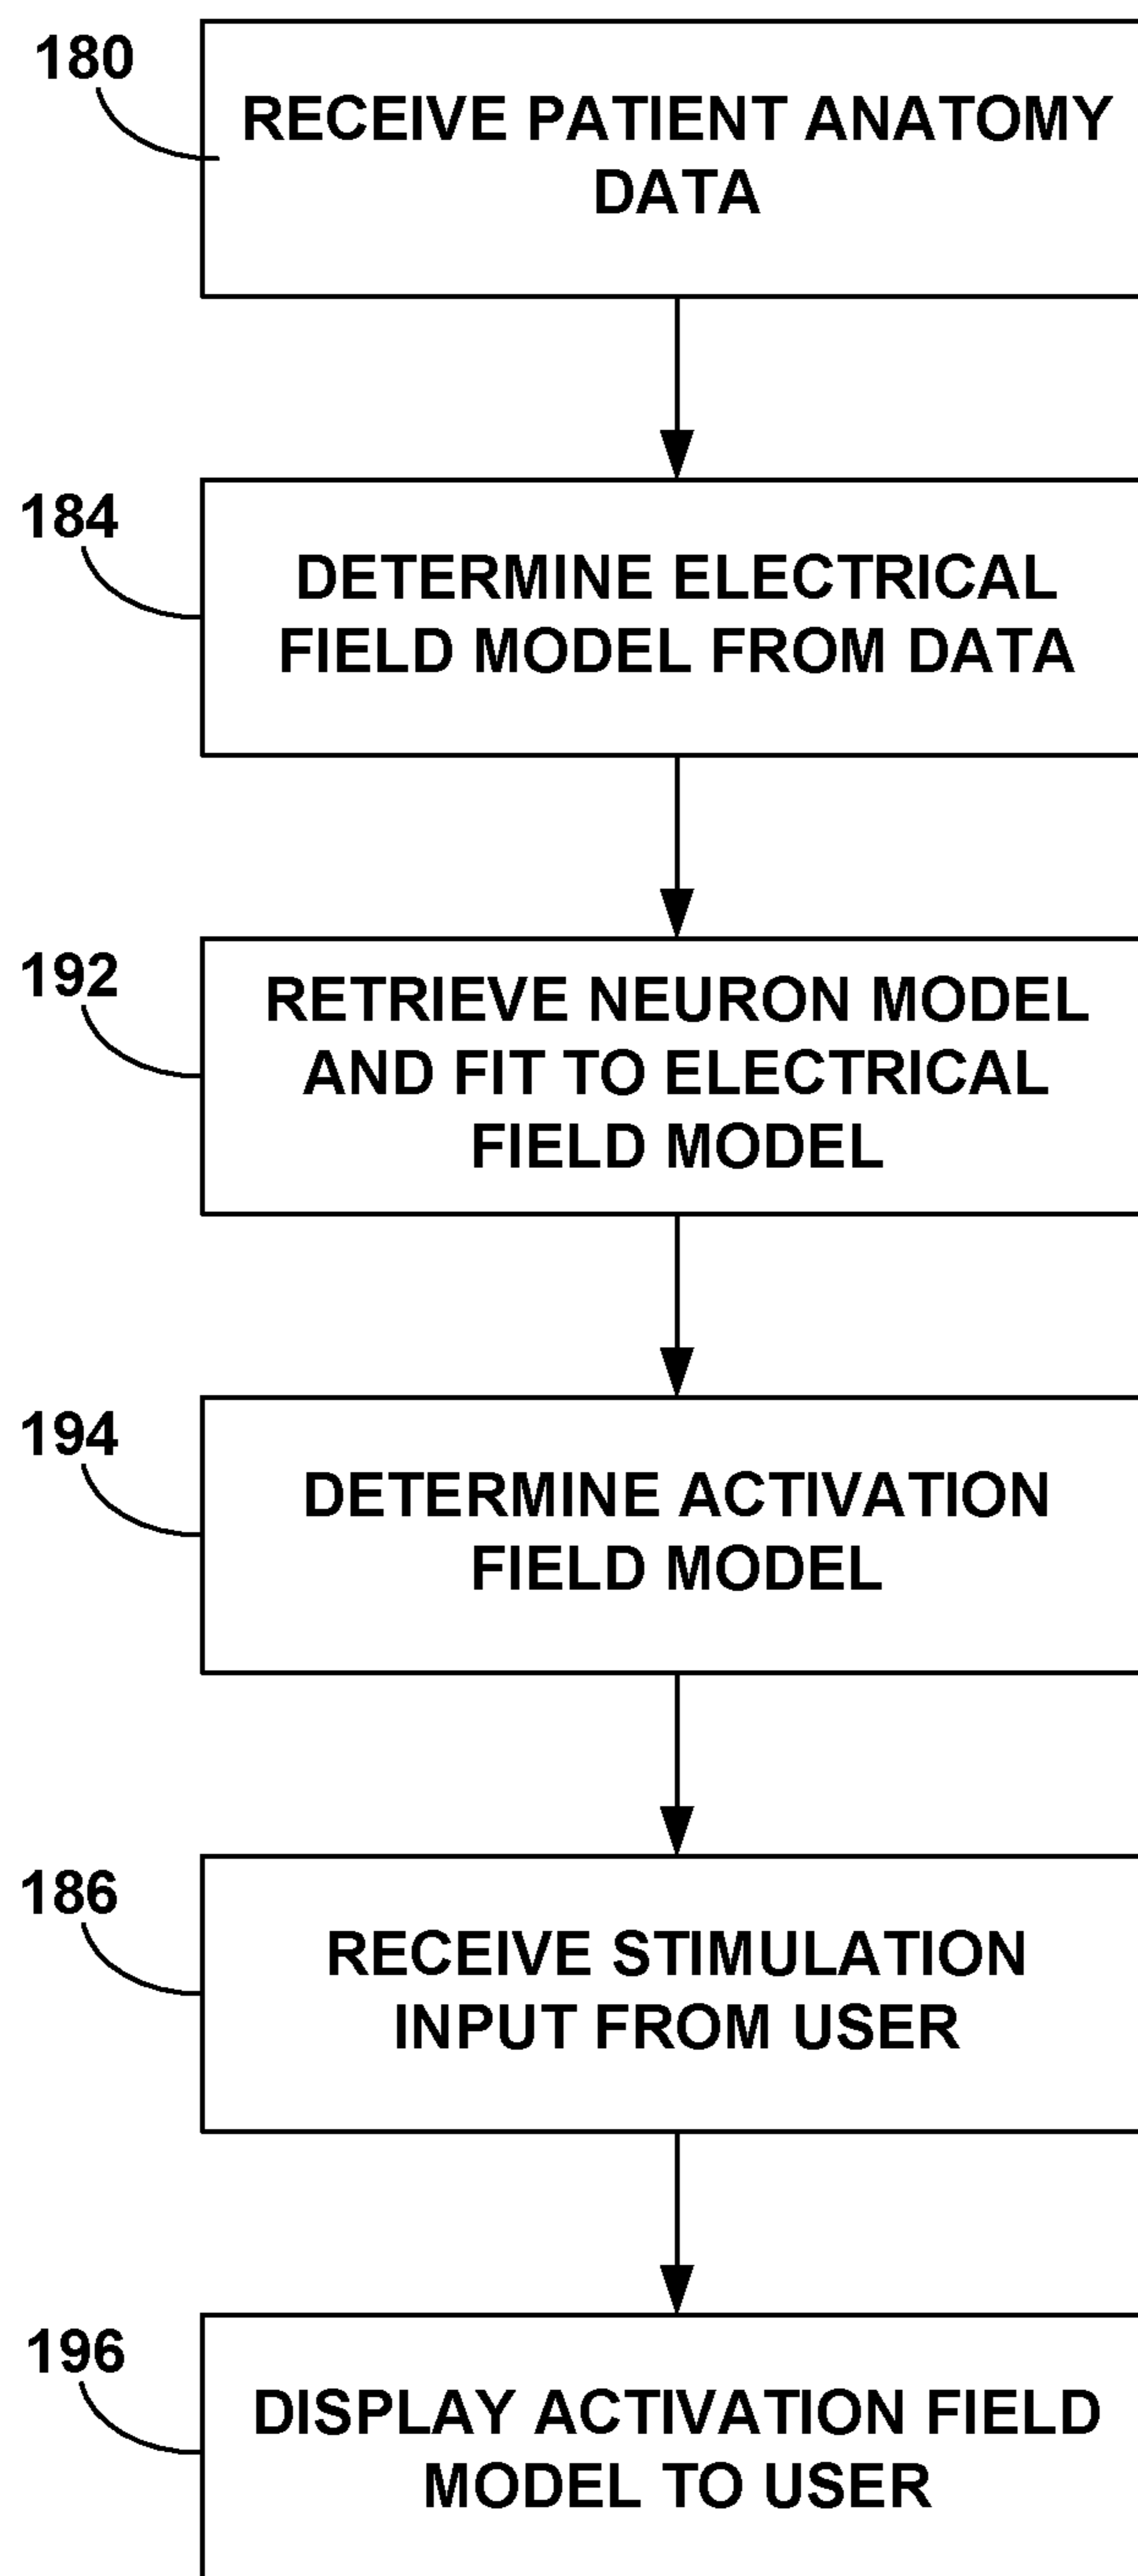 180
RECEIVE PATIENT ANATOMY
DATA
184
DETERMINE ELECTRICAL
FIELD MODEL FROM DATA
192
RETRIEVE NEURON MODEL
AND FIT TO ELECTRICAL
FIELD MODEL
194
DETERMINE ACTIVATION
FIELD MODEL
186
RECEIVE STIMULATION
INPUT FROM USER
196
DISPLAY ACTIVATION FIELD
MODEL TO USER